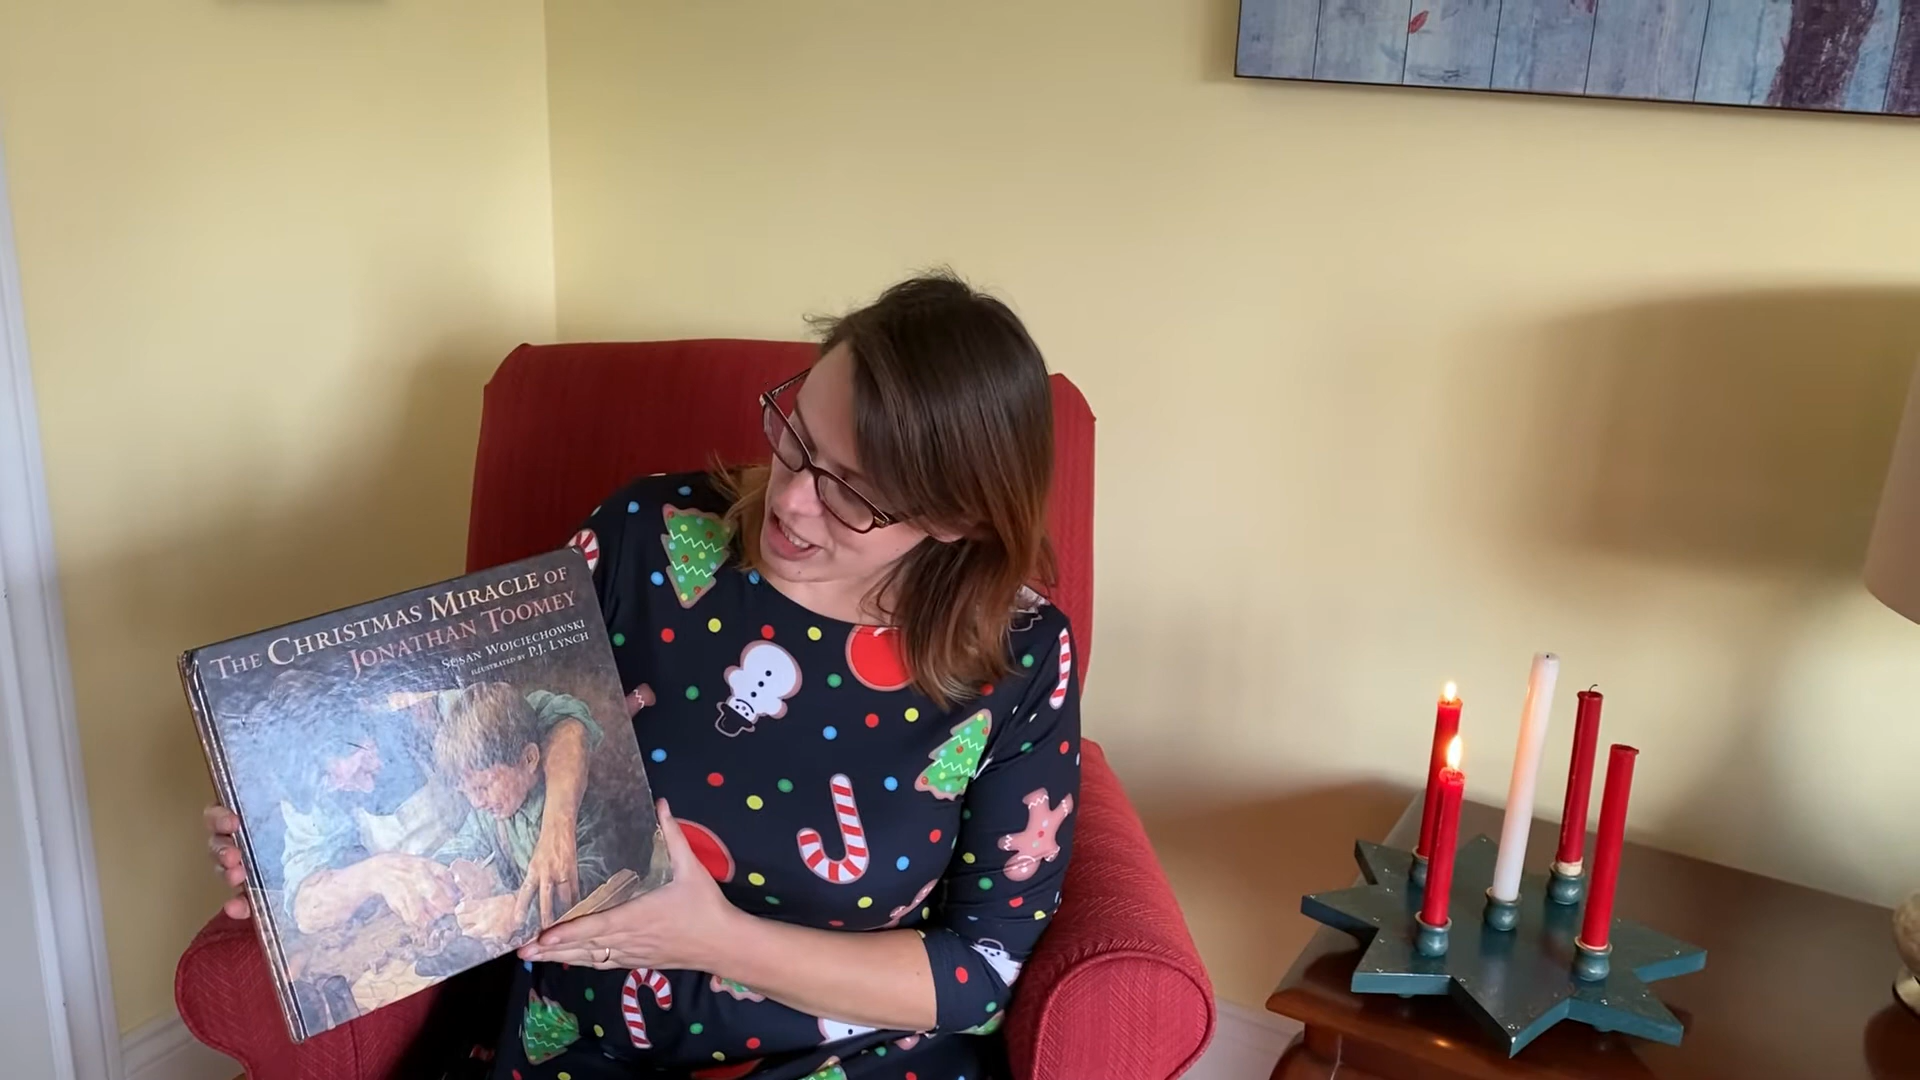 THE CHRISTMAS MIRACLE OF
JONATHAN TOOMEY
SUSAN WOJCIECHOWSKI
ILLUSTRATED BY P.J. LYNCH